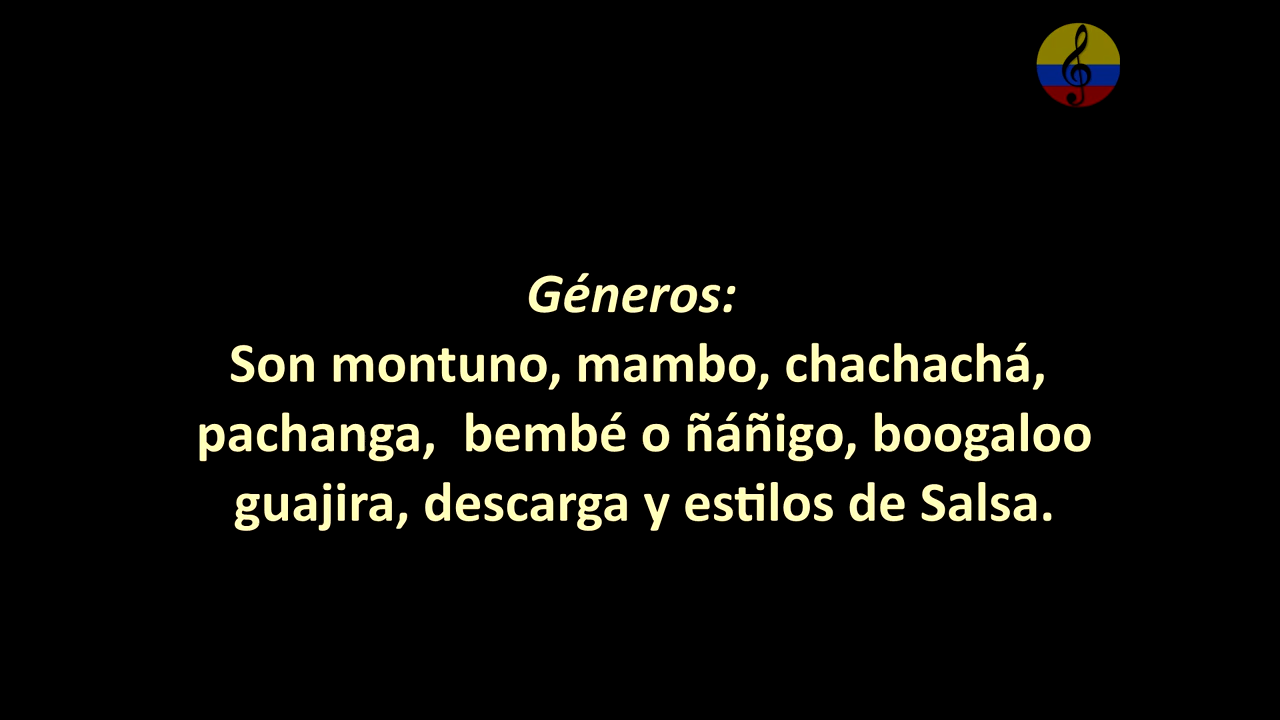 Géneros:
Son montuno, mambo, chachachá,
pachanga,  bembé o ñáñigo, boogaloo
guajira, descarga y estilos de Salsa.